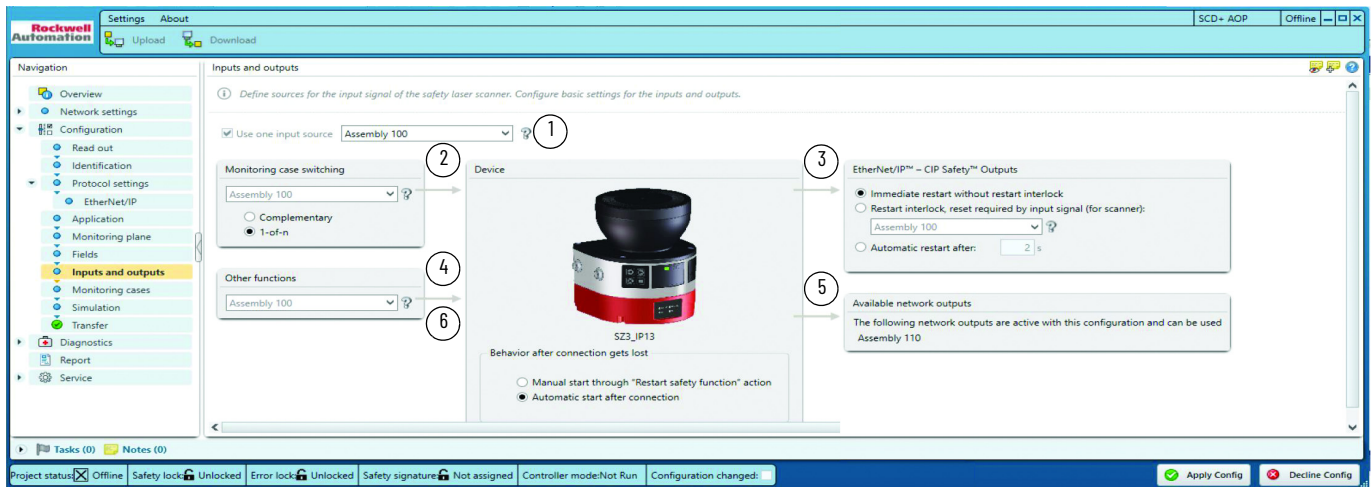 Rockwell
Automation
Settings About
SCD+ AOP
Offline
Upload Download
Navigation
Overview
Network settings
Configuration
Read out
Identification
Protocol settings
EtherNet/IP
Application
Monitoring plane
Fields
Inputs and outputs
Monitoring cases
Simulation
Transfer
Diagnostics
Report
Service
Inputs and outputs
Define sources for the input signal of the safety laser scanner. Configure basic settings for the inputs and outputs.
Use one input source Assembly 100
1
2
Monitoring case switching
Assembly 100
Complementary
1-of-n
4
Other functions
Assembly 100
6
Device
SZ3_IP13
Behavior after connection gets lost
Manual start through "Restart safety function" action
Automatic start after connection
3
EtherNet/IP™ – CIP Safety™ Outputs
Immediate restart without restart interlock
Restart interlock, reset required by input signal (for scanner):
Assembly 100
Automatic restart after: 2 s
5
Available network outputs
The following network outputs are active with this configuration and can be used
Assembly 110
Tasks (0) Notes (0)
Project status: Offline Safety lock: Unlocked Error lock: Unlocked Safety signature: Not assigned Controller mode:Not Run Configuration changed:
Apply Config Decline Config